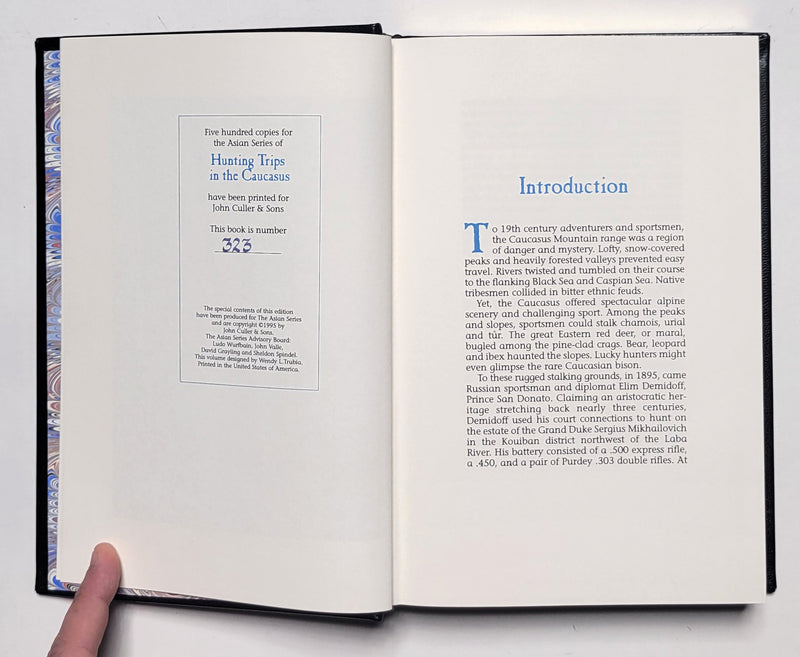 Five hundred copies for
the Asian Series of
Hunting Trips
in the Caucasus
have been printed for
John Culler & Sons
This book is number
323
The special contents of this edition
have been produced for The Asian Series
and are copyright ©1995 by
John Culler & Sons.
The Asian Series Advisory Board:
Ludo Wurfbain, John Valle,
David Grayling and Sheldon Spindel.
This volume designed by Wendy L.Trubia.
Printed in the United States of America.
Introduction
To 19th century adventurers and sportsmen,
the Caucasus Mountain range was a region
of danger and mystery. Lofty, snow-covered
peaks and heavily forested valleys prevented easy
travel. Rivers twisted and tumbled on their course
to the flanking Black Sea and Caspian Sea. Native
tribesmen collided in bitter ethnic feuds.
Yet, the Caucasus offered spectacular alpine
scenery and challenging sport. Among the peaks
and slopes, sportsmen could stalk chamois, urial
and tûr. The great Eastern red deer, or maral,
bugled among the pine-clad crags. Bear, leopard
and ibex haunted the slopes. Lucky hunters might
even glimpse the rare Caucasian bison.
To these rugged stalking grounds, in 1895, came
Russian sportsman and diplomat Elim Demidoff,
Prince San Donato. Claiming an aristocratic her-
itage stretching back nearly three centuries,
Demidoff used his court connections to hunt on
the estate of the Grand Duke Sergius Mikhailovich
in the Kouiban district northwest of the Laba
River. His battery consisted of a .500 express rifle,
a .450, and a pair of Purdey .303 double rifles. At